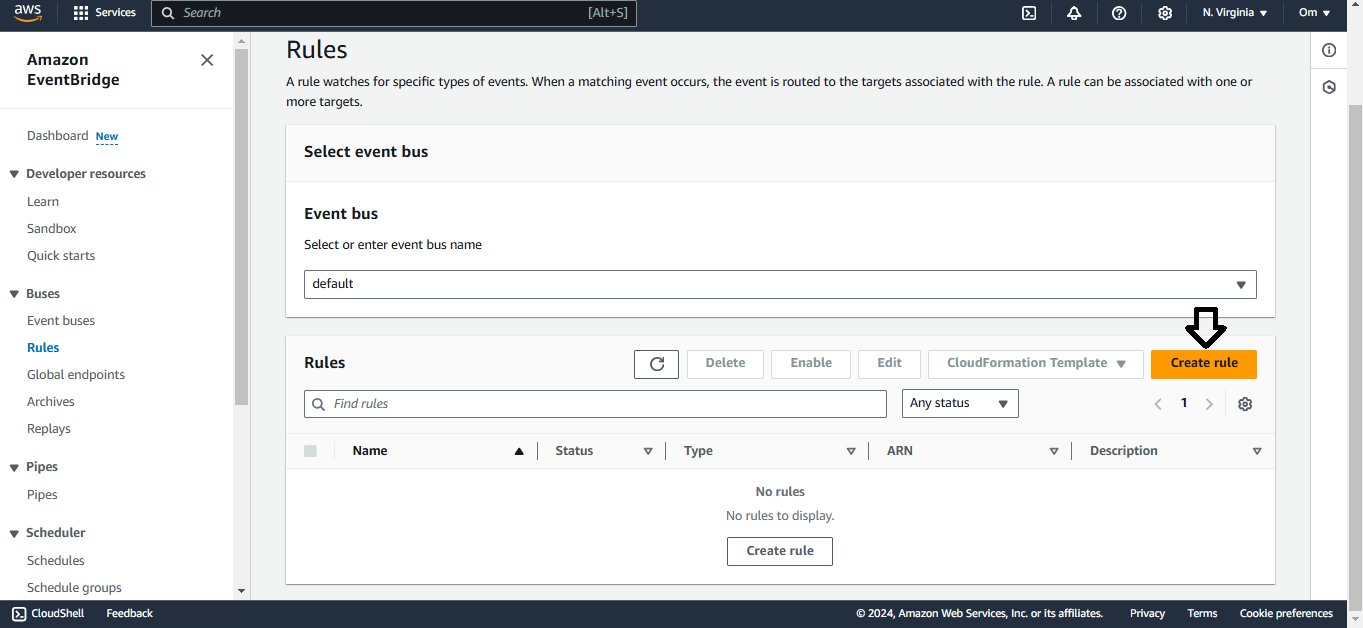 aws
Services
Search
[Alt+S]
N. Virginia
Om
Amazon
EventBridge
Dashboard New
Developer resources
Learn
Sandbox
Quick starts
Buses
Event buses
Rules
Global endpoints
Archives
Replays
Pipes
Pipes
Scheduler
Schedules
Schedule groups
Rules
A rule watches for specific types of events. When a matching event occurs, the event is routed to the targets associated with the rule. A rule can be associated with one or
more targets.
Select event bus
Event bus
Select or enter event bus name
default
Rules
Delete
Enable
Edit
CloudFormation Template
Create rule
Find rules
Any status
1
Name
Status
Type
ARN
Description
No rules
No rules to display.
Create rule
CloudShell
Feedback
© 2024, Amazon Web Services, Inc. or its affiliates.
Privacy
Terms
Cookie preferences